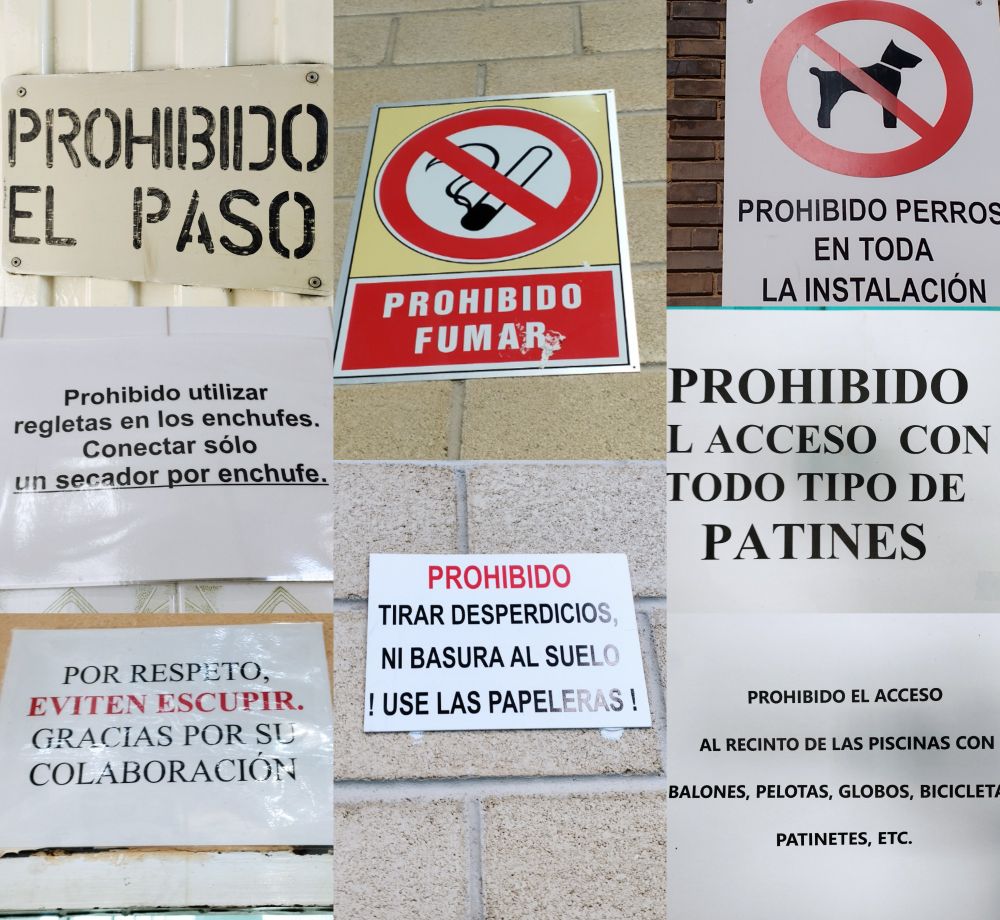 PROHIBIDO
EL PASO
PROHIBIDO
FUMAR
PROHIBIDO PERROS
EN TODA
LA INSTALACIÓN
Prohibido utilizar
regletas en los enchufes.
Conectar sólo
un secador por enchufe.
PROHIBIDO
L ACCESO CON
TODO TIPO DE
PATINES
POR RESPETO,
EVITEN ESCUPIR.
GRACIAS POR SU
COLABORACIÓN
PROHIBIDO
TIRAR DESPERDICIOS,
NI BASURA AL SUELO
! USE LAS PAPELERAS !
PROHIBIDO EL ACCESO
AL RECINTO DE LAS PISCINAS CON
BALONES, PELOTAS, GLOBOS, BICICLETA
PATINETES, ETC.